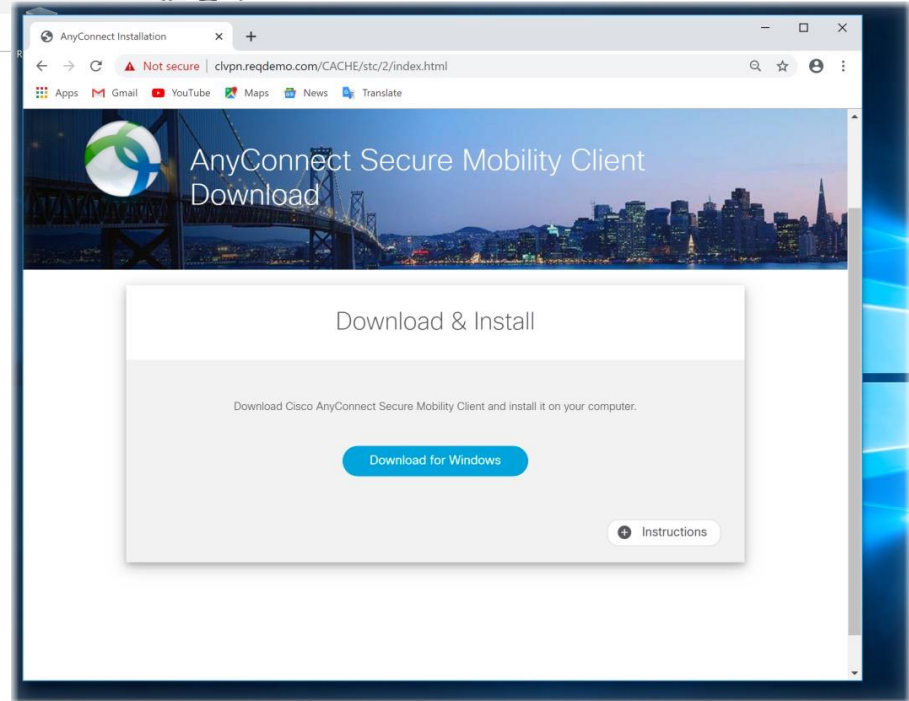 AnyConnect Installation
Not secure | clvpn.reqdemo.com/CACHE/stc/2/index.html
Apps Gmail YouTube Maps News Translate
AnyConnect Secure Mobility Client
Download
Download & Install
Download Cisco AnyConnect Secure Mobility Client and install it on your computer.
Download for Windows
Instructions